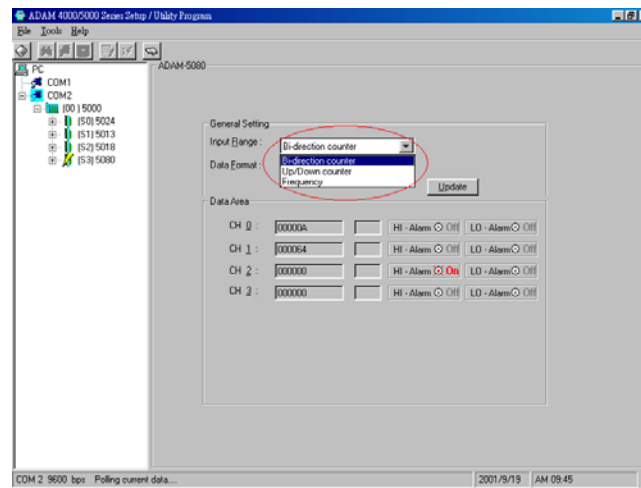 ADAM 4000/5000 Series Setup / Utility Program
File Tools Help
PC
COM1
COM2
(00 ) 5000
(S0) 5024
(S1) 5013
(S2) 5018
(S3) 5080
ADAM-5080
General Setting
Input Range : Bi-direction counter
Bi-direction counter
Up/Down counter
Frequency
Data Format :
Update
Data Area
CH 0 : 00000A HI - Alarm Off LO - Alarm Off
CH 1 : 000064 HI - Alarm Off LO - Alarm Off
CH 2 : 000000 HI - Alarm On LO - Alarm Off
CH 3 : 000000 HI - Alarm Off LO - Alarm Off
COM 2 9600 bps Polling current data.... 2001/9/19 AM 09:45